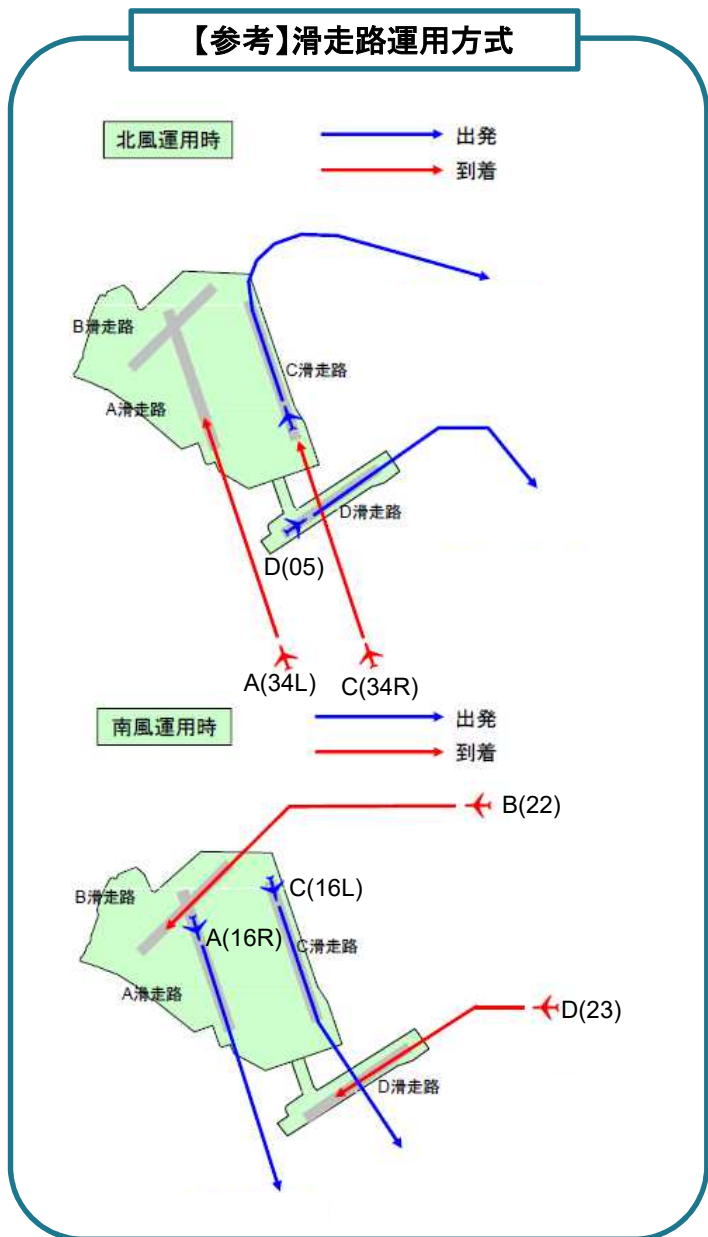 【参考】滑走路運用方式
北風運用時
出発
到着
B滑走路
C滑走路
A滑走路
D滑走路
D(05)
A(34L)
C(34R)
南風運用時
出発
到着
B(22)
B滑走路
C(16L)
A(16R)
C滑走路
A滑走路
D(23)
D滑走路